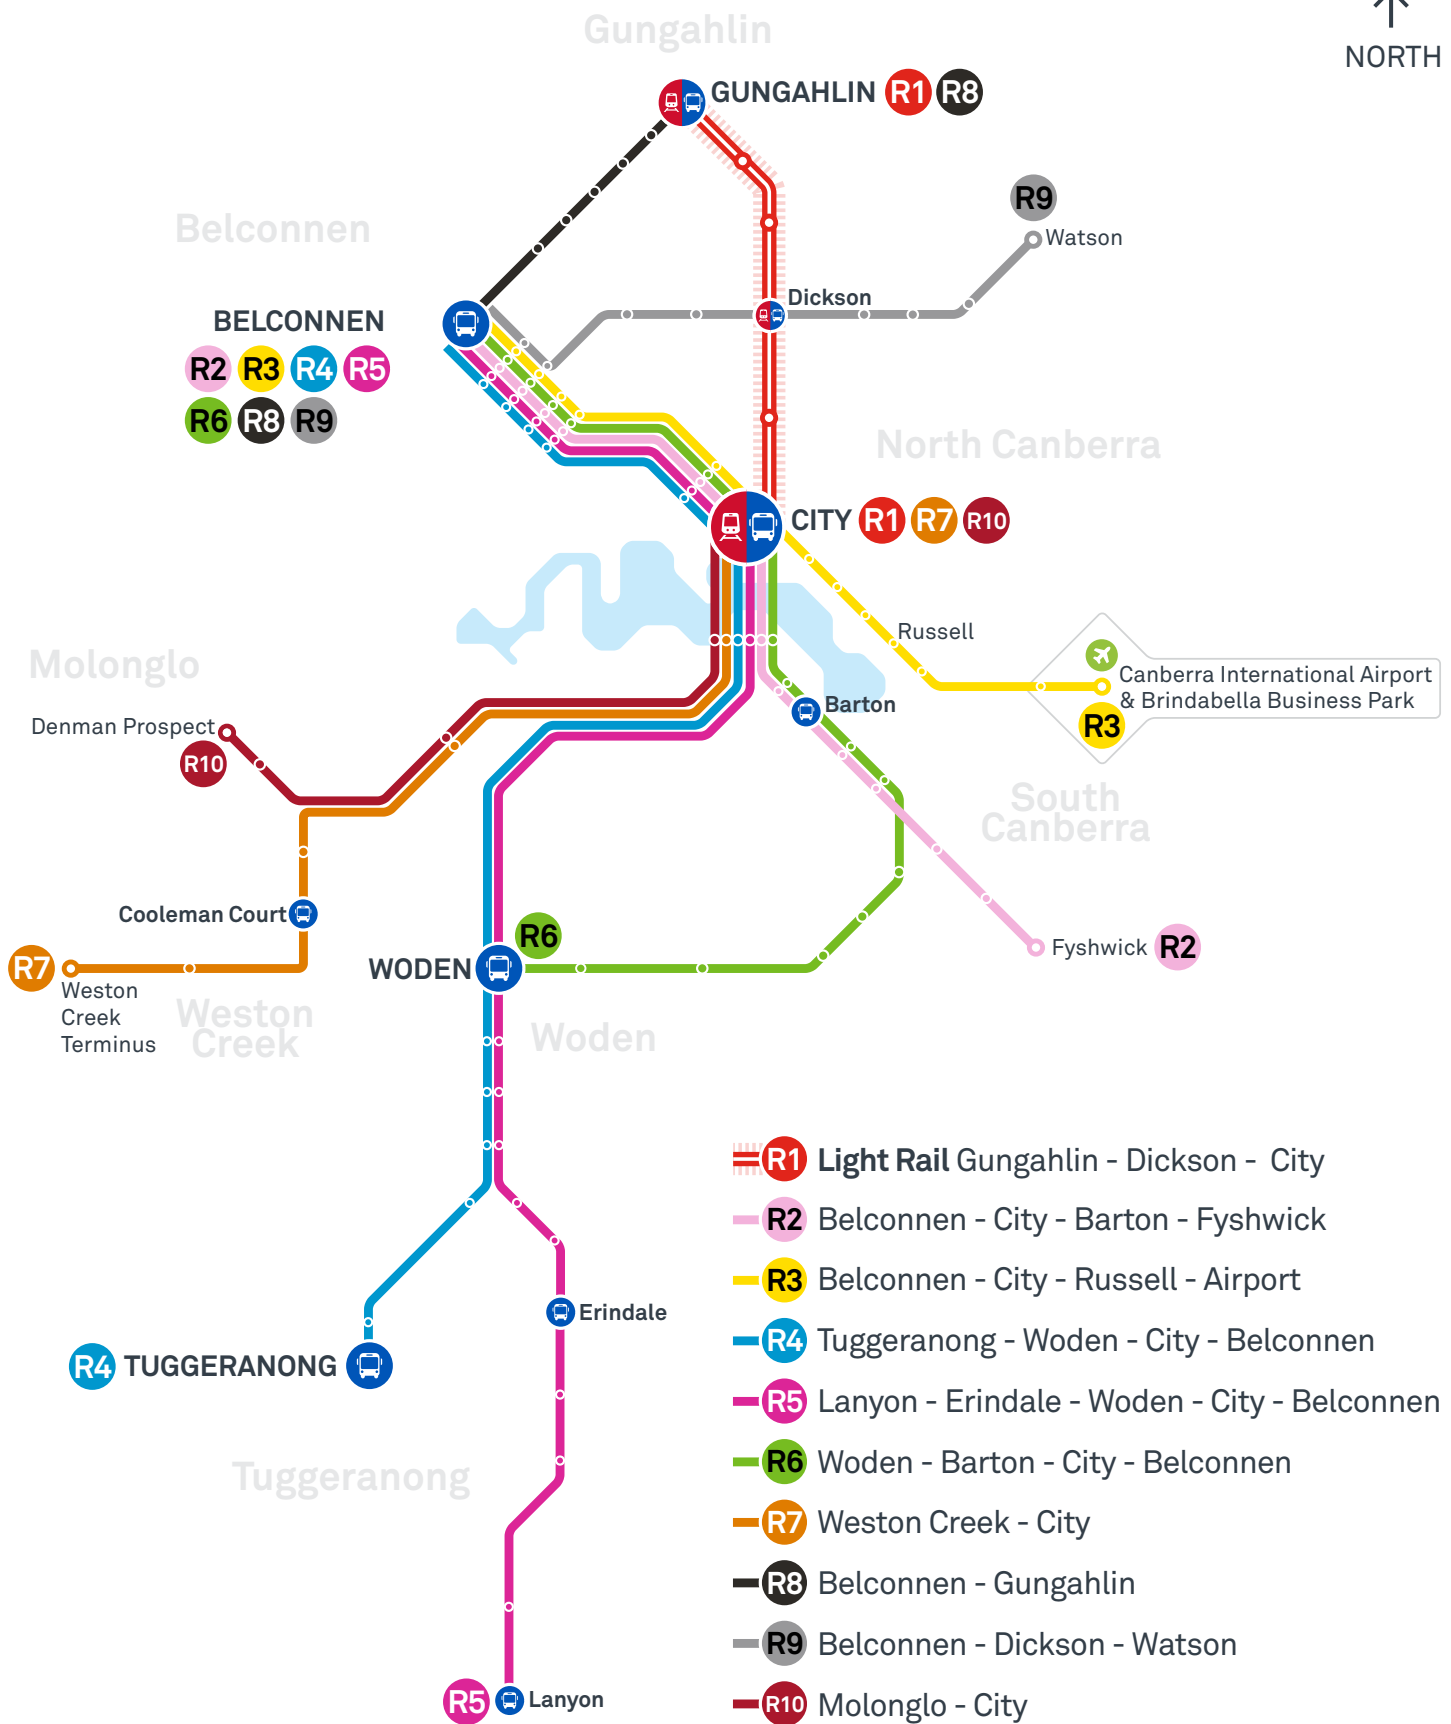 Gungahlin
NORTH
GUNGAHLIN R1 R8
R9
Watson
Belconnen
Dickson
BELCONNEN
R2 R3 R4 R5
R6 R8 R9
North Canberra
CITY R1 R7 R10
Russell
Molonglo
Canberra International Airport
& Brindabella Business Park
R3
Denman Prospect
R10
Barton
South
Canberra
Cooleman Court
R6
WODEN
Fyshwick R2
R7
Weston
Creek
Terminus
Weston
Creek
Woden
R1 Light Rail Gungahlin - Dickson - City
R2 Belconnen - City - Barton - Fyshwick
R3 Belconnen - City - Russell - Airport
Erindale
R4 Tuggeranong - Woden - City - Belconnen
R4 TUGGERANONG
R5 Lanyon - Erindale - Woden - City - Belconnen
R6 Woden - Barton - City - Belconnen
Tuggeranong
R7 Weston Creek - City
R8 Belconnen - Gungahlin
R9 Belconnen - Dickson - Watson
R5 Lanyon
R10 Molonglo - City